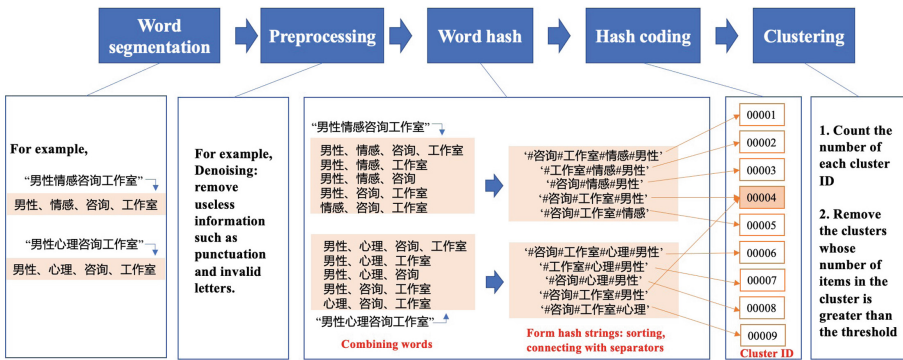 Word
segmentation
Preprocessing
Word hash
Hash coding
Clustering
For example,
“男性情感咨询工作室”
男性、情感、咨询、工作室
“男性心理咨询工作室”
男性、心理、咨询、工作室
For example,
Denoising:
remove
useless
information
such as
punctuation
and invalid
letters.
“男性情感咨询工作室”
男性、情感、咨询、工作室
男性、情感、工作室
男性、情感、咨询
男性、咨询、工作室
情感、咨询、工作室
男性、心理、咨询、工作室
男性、心理、工作室
男性、心理、咨询
男性、咨询、工作室
心理、咨询、工作室
“男性心理咨询工作室”
Combining words
‘#咨询#工作室#情感#男性’
‘#工作室#情感#男性’
‘#咨询#情感#男性’
‘#咨询#工作室#男性’
‘#咨询#工作室#情感’
‘#咨询#工作室#心理#男性’
‘#工作室#心理#男性’
‘#咨询#心理#男性’
‘#咨询#工作室#男性’
‘#咨询#工作室#心理’
Form hash strings: sorting,
connecting with separators
00001
00002
00003
00004
00005
00006
00007
00008
00009
Cluster ID
1. Count the
number of
each cluster
ID
2. Remove
the clusters
whose
number of
items in the
cluster is
greater than
the threshold